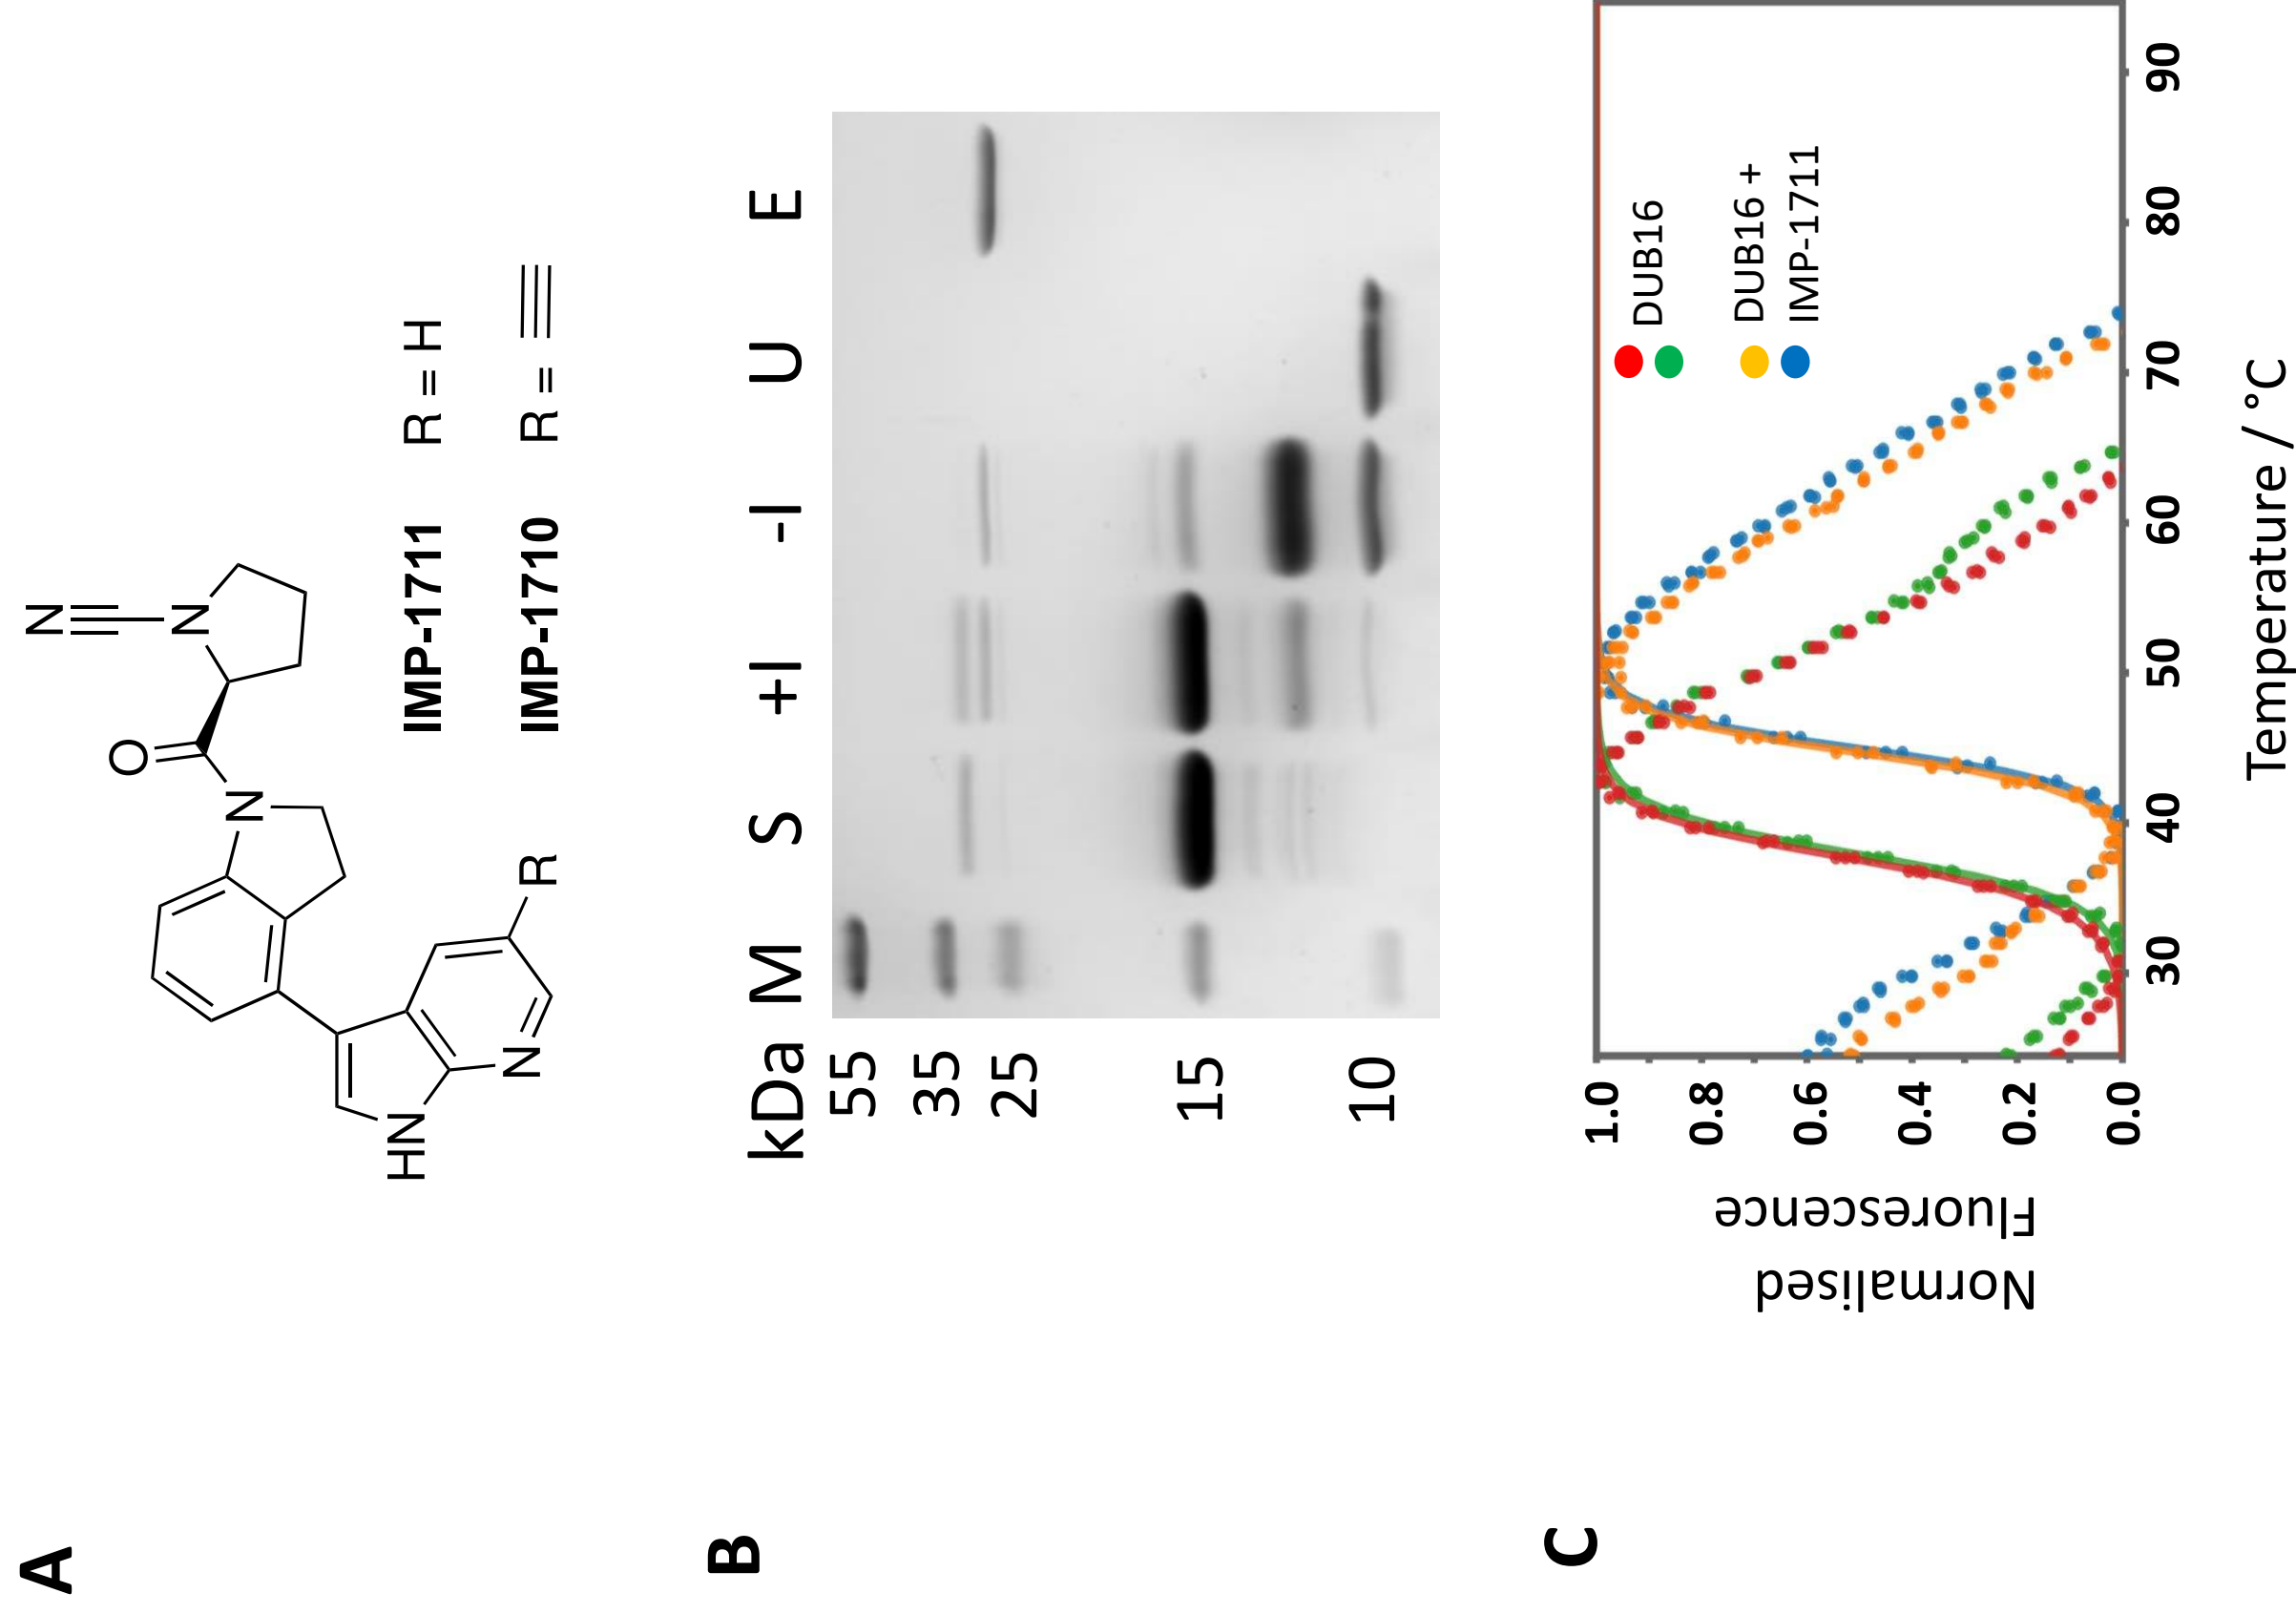 A
N
N
O
N
R
HN
N
IMP-1711 R = H
IMP-1710 R =
B
kDa M S +I -I U E
55
35
25
15
10
C
Normalised
Fluorescence
1.0
0.8
0.6
0.4
0.2
0.0
DUB16
DUB16 +
IMP-1711
30 40 50 60 70 80 90
Temperature / °C